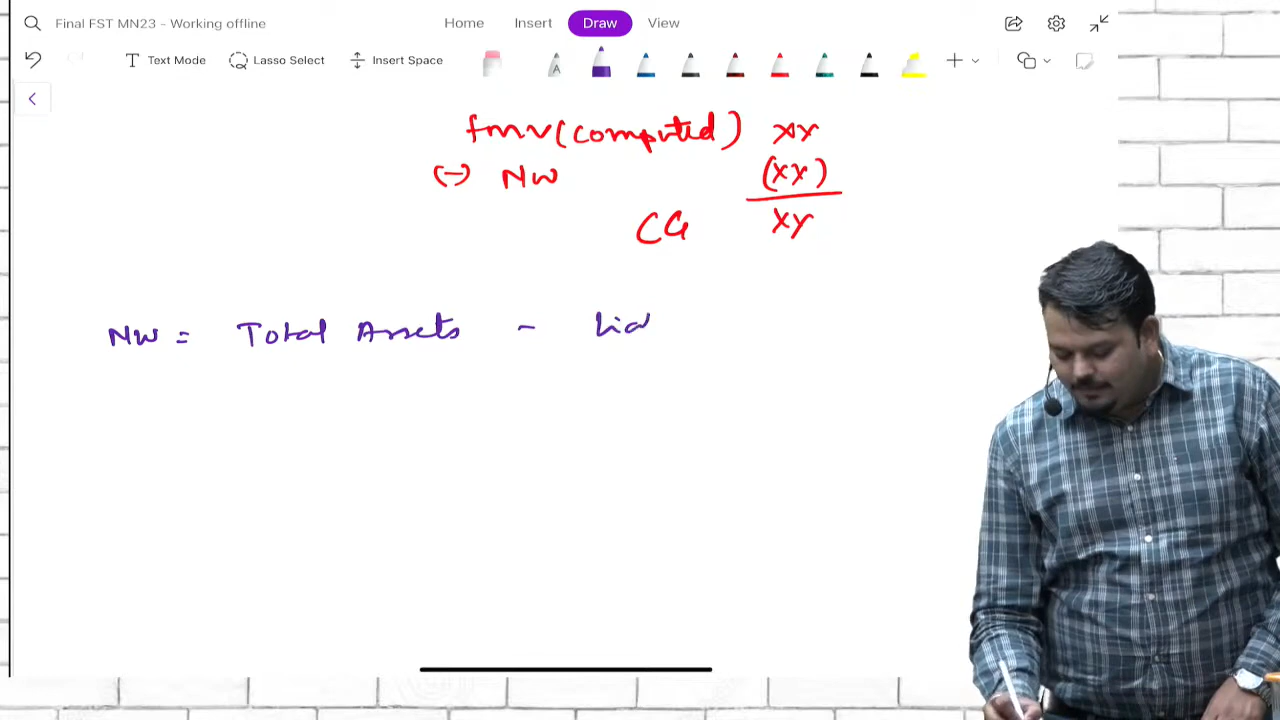 Final FST MN23 - Working offline
Home Insert Draw View
Text Mode Lasso Select Insert Space
A
fmv (computed) xx
(-) NW (xx)
CG xx
NW = Total Assets - Lia